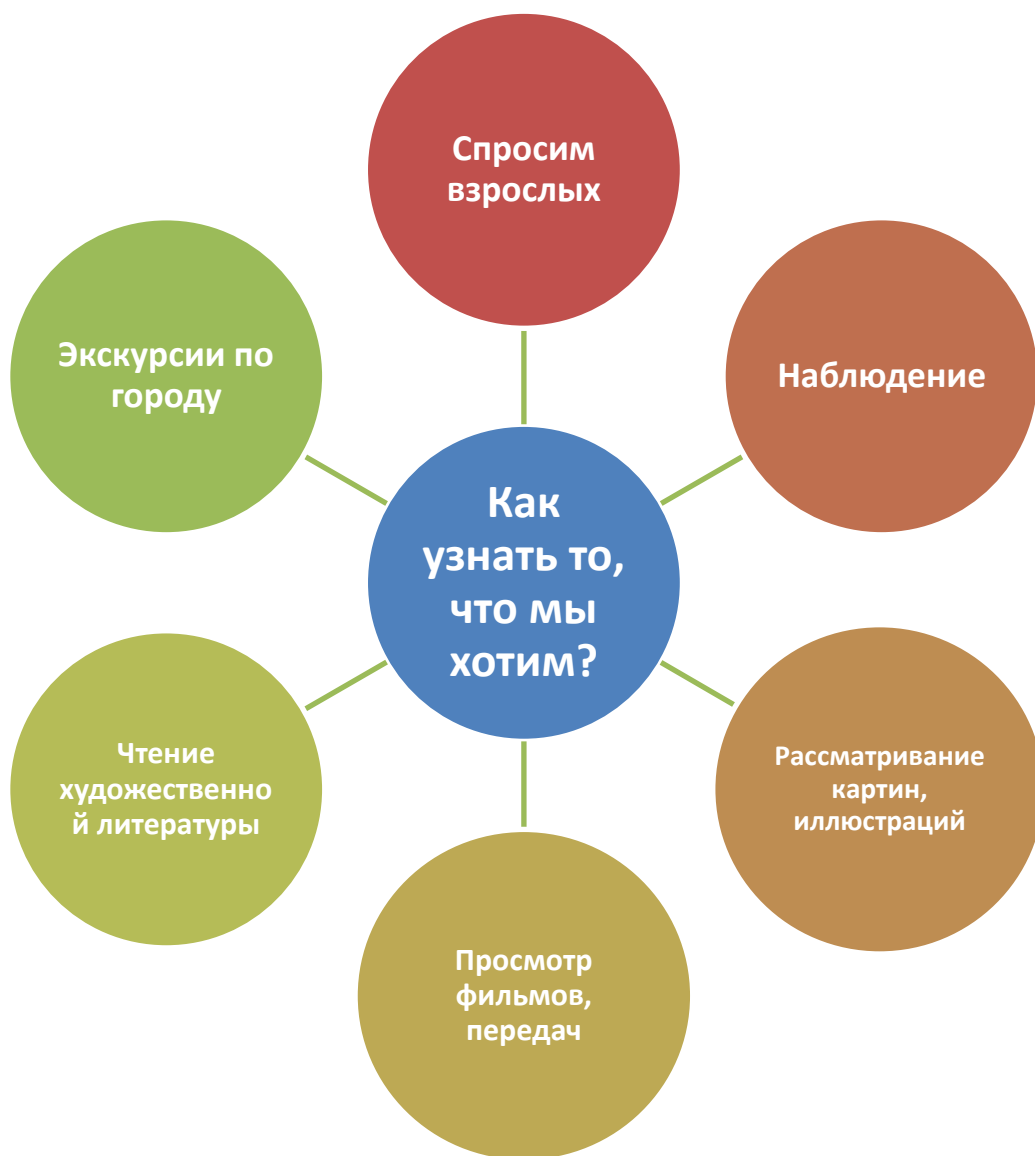 Спросим
взрослых
Экскурсии по
городу
Наблюдение
Как
узнать то,
что мы
хотим?
Чтение
художественно
й литературы
Рассматривание
картин,
иллюстраций
Просмотр
фильмов,
передач